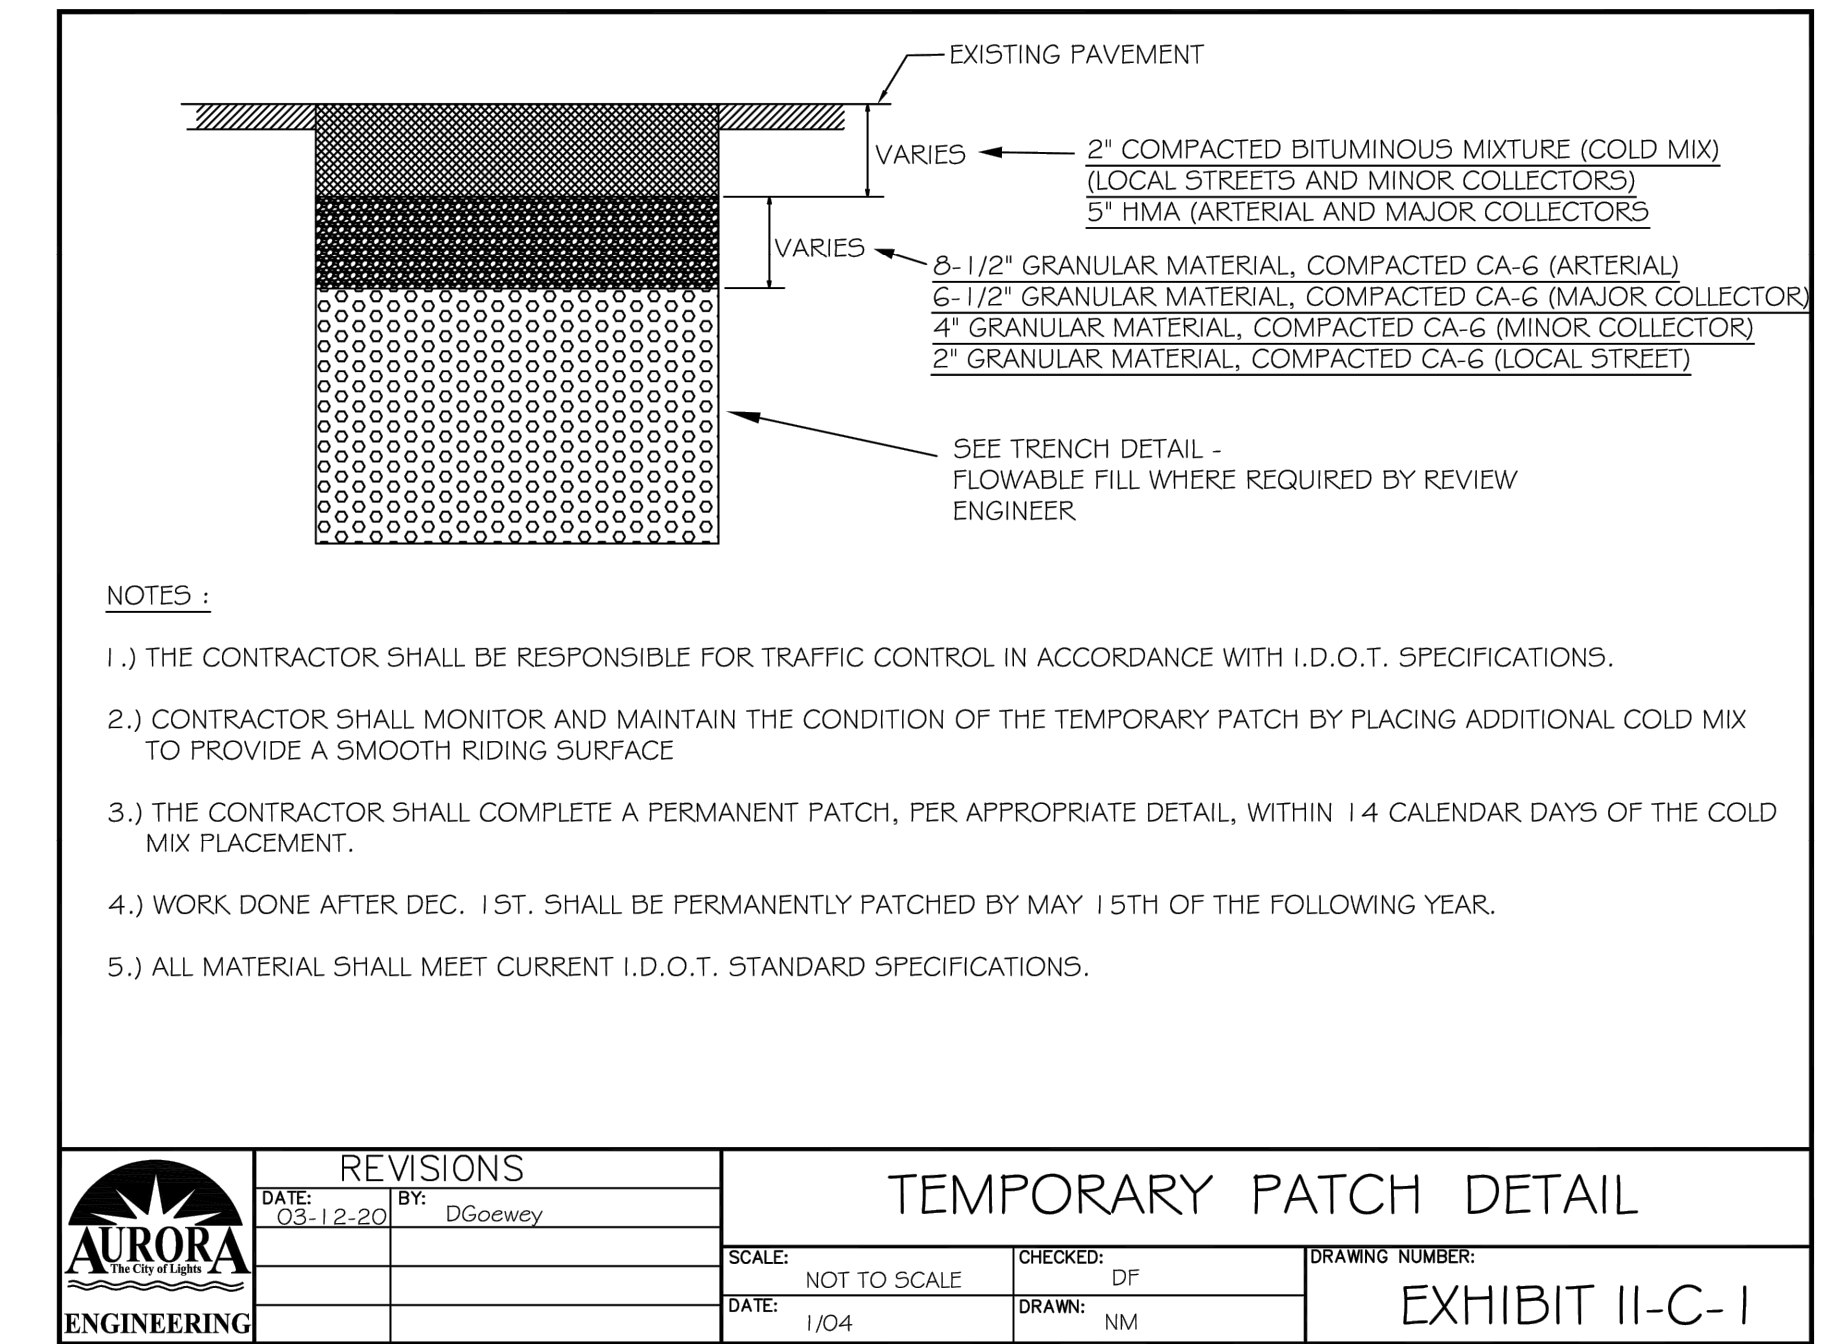 EXISTING PAVEMENT
VARIES
2" COMPACTED BITUMINOUS MIXTURE (COLD MIX)
(LOCAL STREETS AND MINOR COLLECTORS)
5" HMA (ARTERIAL AND MAJOR COLLECTORS
VARIES
8-1/2" GRANULAR MATERIAL, COMPACTED CA-6 (ARTERIAL)
6-1/2" GRANULAR MATERIAL, COMPACTED CA-6 (MAJOR COLLECTOR)
4" GRANULAR MATERIAL, COMPACTED CA-6 (MINOR COLLECTOR)
2" GRANULAR MATERIAL, COMPACTED CA-6 (LOCAL STREET)
SEE TRENCH DETAIL -
FLOWABLE FILL WHERE REQUIRED BY REVIEW
ENGINEER
NOTES :
1.) THE CONTRACTOR SHALL BE RESPONSIBLE FOR TRAFFIC CONTROL IN ACCORDANCE WITH I.D.O.T. SPECIFICATIONS.
2.) CONTRACTOR SHALL MONITOR AND MAINTAIN THE CONDITION OF THE TEMPORARY PATCH BY PLACING ADDITIONAL COLD MIX
TO PROVIDE A SMOOTH RIDING SURFACE
3.) THE CONTRACTOR SHALL COMPLETE A PERMANENT PATCH, PER APPROPRIATE DETAIL, WITHIN 14 CALENDAR DAYS OF THE COLD
MIX PLACEMENT.
4.) WORK DONE AFTER DEC. 1ST. SHALL BE PERMANENTLY PATCHED BY MAY 15TH OF THE FOLLOWING YEAR.
5.) ALL MATERIAL SHALL MEET CURRENT I.D.O.T. STANDARD SPECIFICATIONS.
AURORA
The City of Lights
ENGINEERING
REVISIONS
DATE: 03-12-20
BY: DGoewey
TEMPORARY PATCH DETAIL
SCALE: NOT TO SCALE
CHECKED: DF
DATE: 1/04
DRAWN: NM
DRAWING NUMBER:
EXHIBIT II-C-1